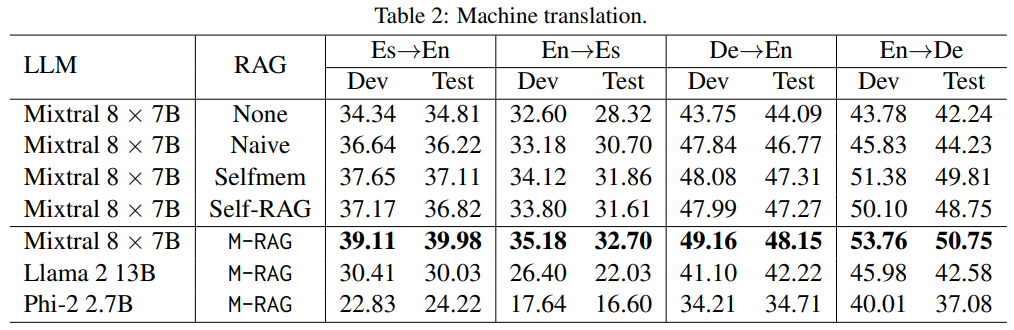 Table 2: Machine translation.
LLM RAG Es→En En→Es De→En En→De
Dev Test Dev Test Dev Test Dev Test
Mixtral 8 × 7B None 34.34 34.81 32.60 28.32 43.75 44.09 43.78 42.24
Mixtral 8 × 7B Naive 36.64 36.22 33.18 30.70 47.84 46.77 45.83 44.23
Mixtral 8 × 7B Selfmem 37.65 37.11 34.12 31.86 48.08 47.31 51.38 49.81
Mixtral 8 × 7B Self-RAG 37.17 36.82 33.80 31.61 47.99 47.27 50.10 48.75
Mixtral 8 × 7B M-RAG 39.11 39.98 35.18 32.70 49.16 48.15 53.76 50.75
Llama 2 13B M-RAG 30.41 30.03 26.40 22.03 41.10 42.22 45.98 42.58
Phi-2 2.7B M-RAG 22.83 24.22 17.64 16.60 34.21 34.71 40.01 37.08